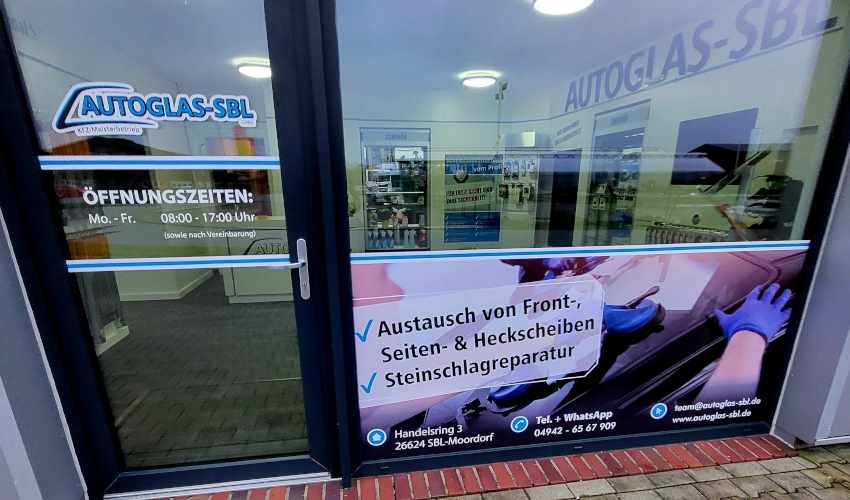 AUTOGLAS-SBL
KFZ-Meisterbetrieb
ÖFFNUNGSZEITEN:
Mo. - Fr. 08:00 - 17:00 Uhr
(sowie nach Vereinbarung)
AUTOGLAS-SBL
Austausch von Front-,
Seiten- & Heckscheiben
Steinschlagreparatur
Handelsring 3
26624 SBL-Moordorf
Tel. + WhatsApp
04942 - 65 67 909
team@autoglas-sbl.de
www.autoglas-sbl.de